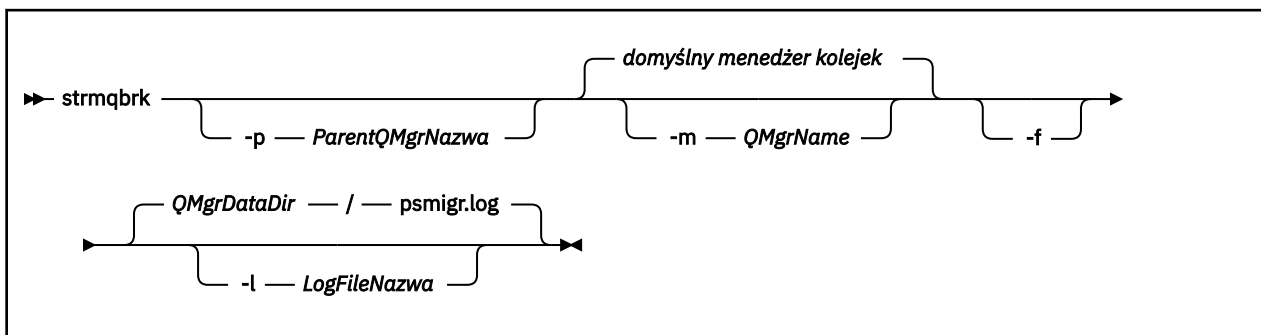 domyślny menedżer kolejek
strmqbrk
-p — ParentQMgrNazwa
-m — QMgrName
-f
QMgrDataDir — / — psmigr.log
-l — LogFileNazwa